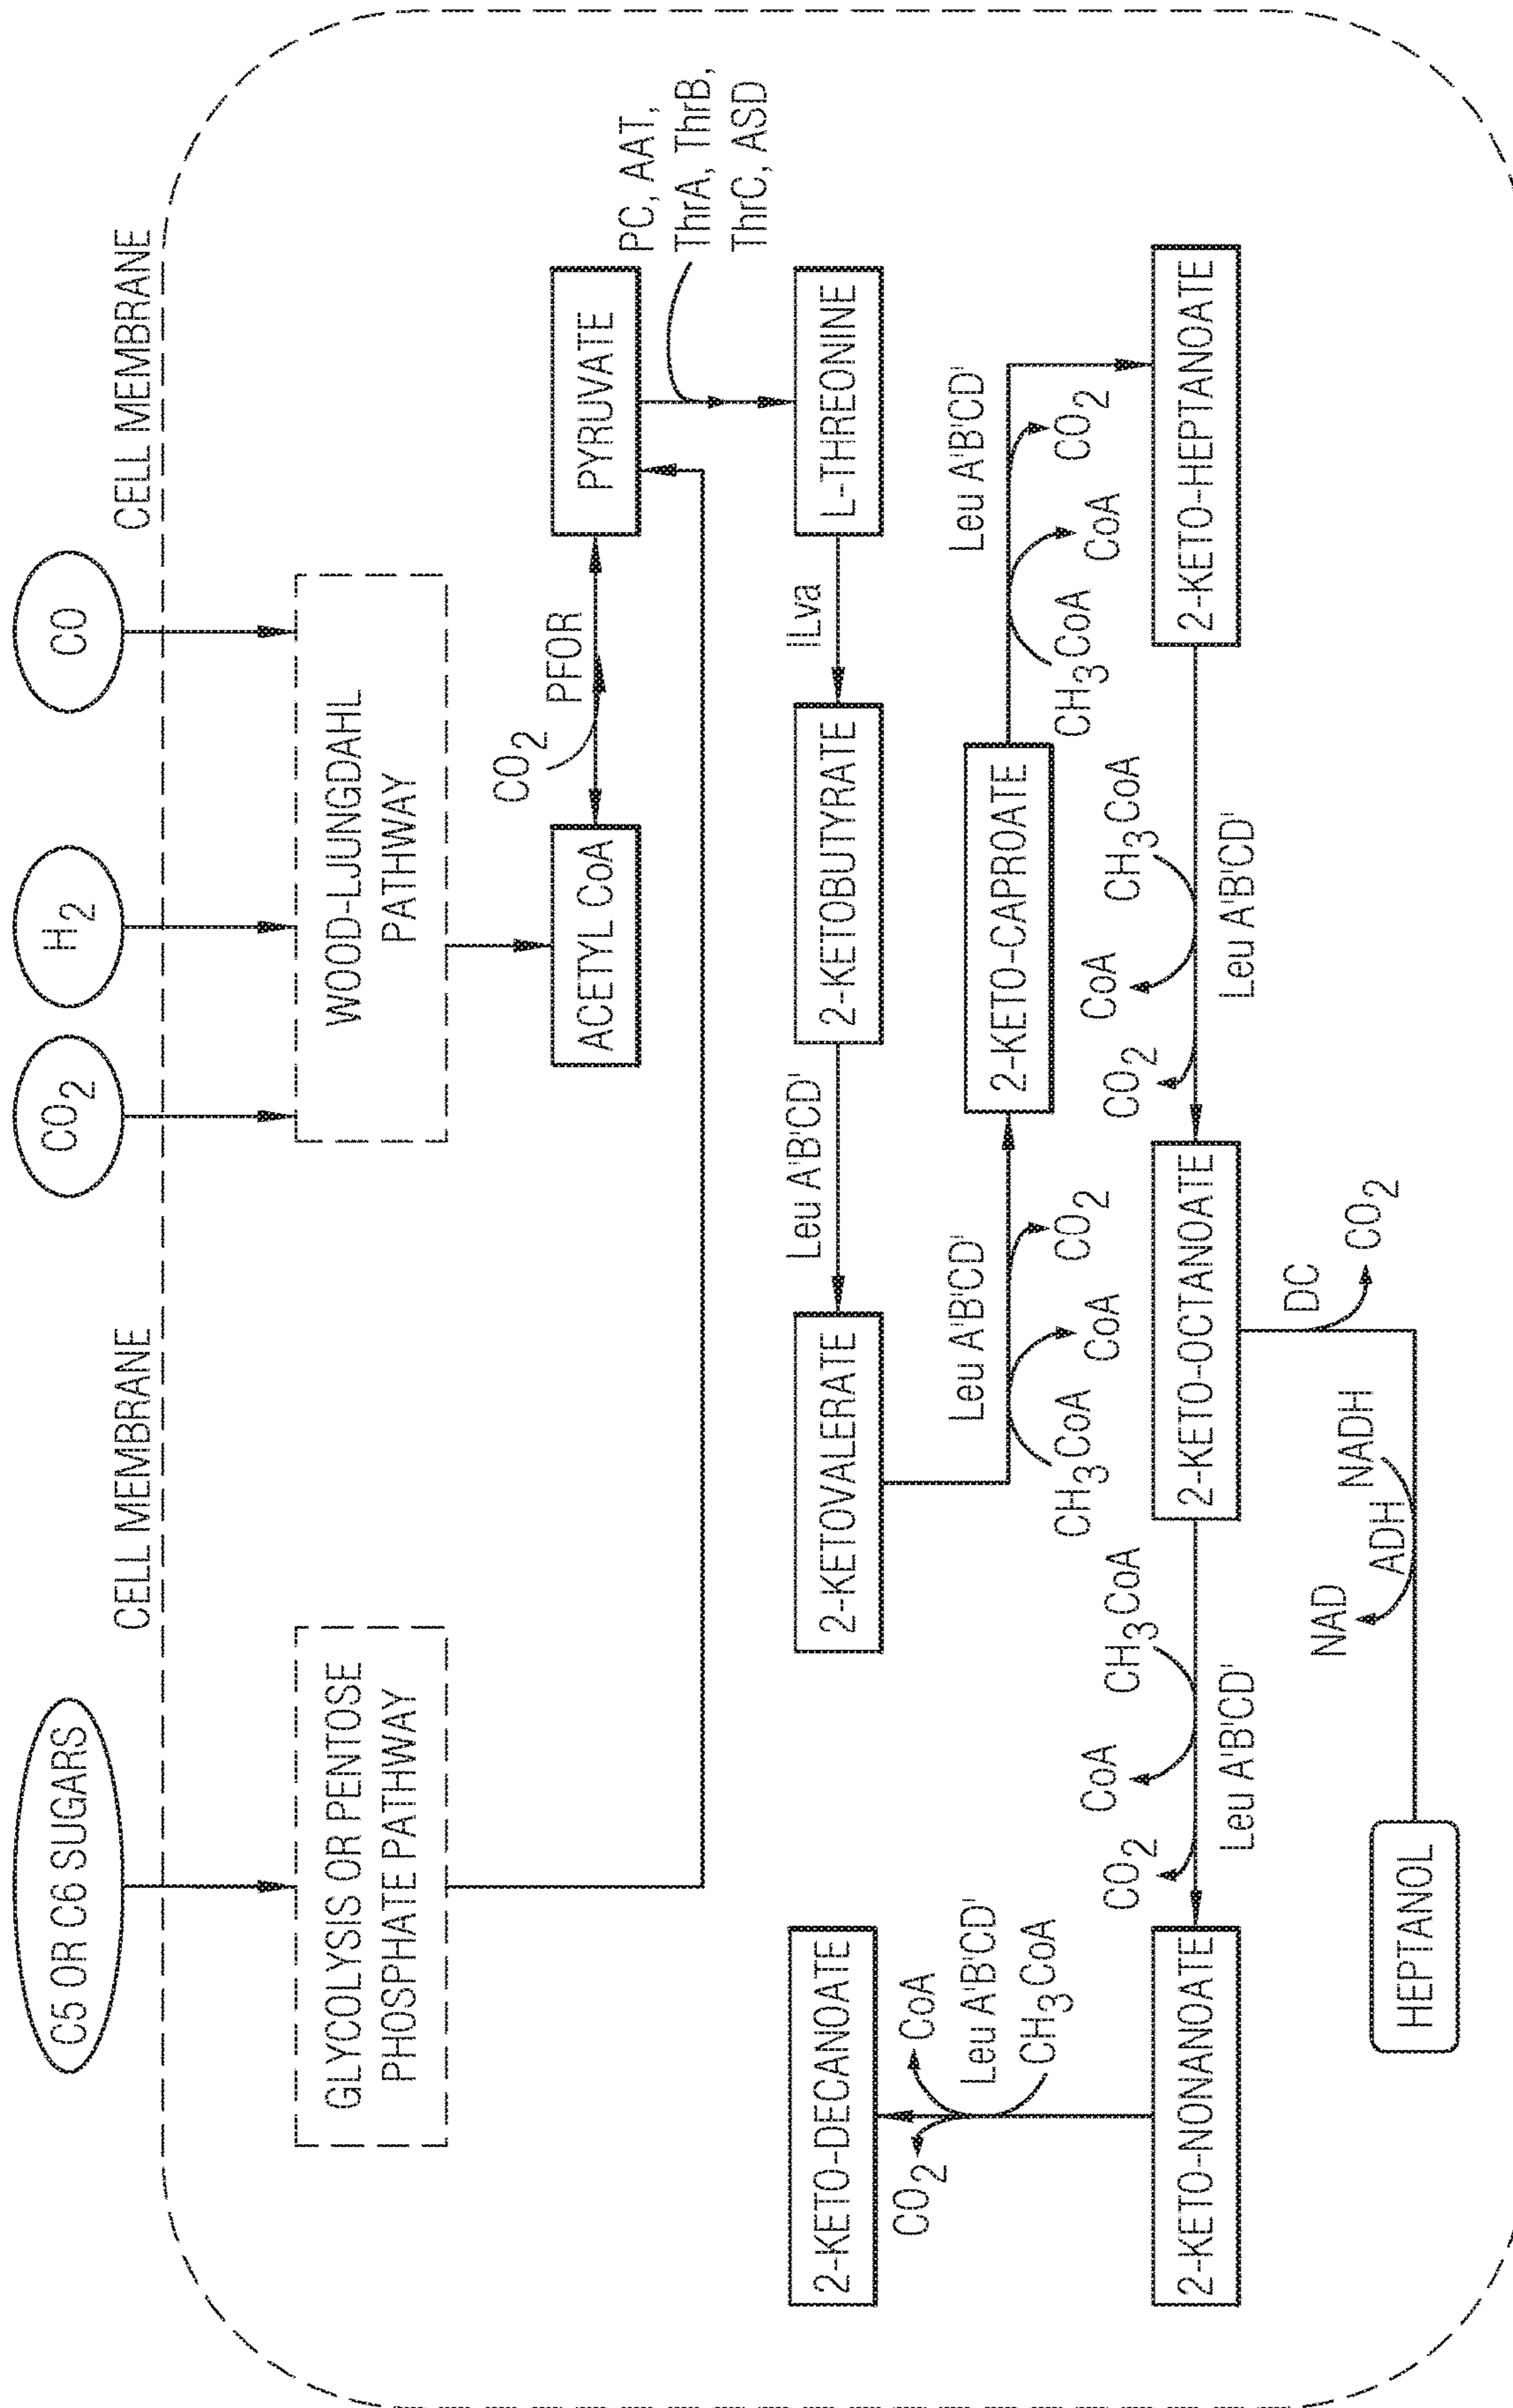 CELL MEMBRANE
CELL MEMBRANE
C5 OR C6 SUGARS
CO2
H2
CO
GLYCOLYSIS OR PENTOSE
PHOSPHATE PATHWAY
WOOD-LJUNGDAHL
PATHWAY
CO2
PFOR
ACETYL CoA
PYRUVATE
PC, AAT,
ThrA, ThrB,
ThrC, ASD
2-KETO-DECANOATE
2-KETOVALERATE
Leu A'B'CD'
2-KETOBUTYRATE
ILva
L-THREONINE
CO2
CoA
Leu A'B'CD'
CH3CoA
Leu A'B'CD'
CH3CoA
CoA
CO2
2-KETO-CAPROATE
Leu A'B'CD'
CH3CoA
CoA
CO2
2-KETO-NONANOATE
CO2
CoA
CH3CoA
Leu A'B'CD'
2-KETO-OCTANOATE
CO2
CoA
CH3CoA
Leu A'B'CD'
2-KETO-HEPTANOATE
HEPTANOL
NAD
ADH
NADH
DC
CO2